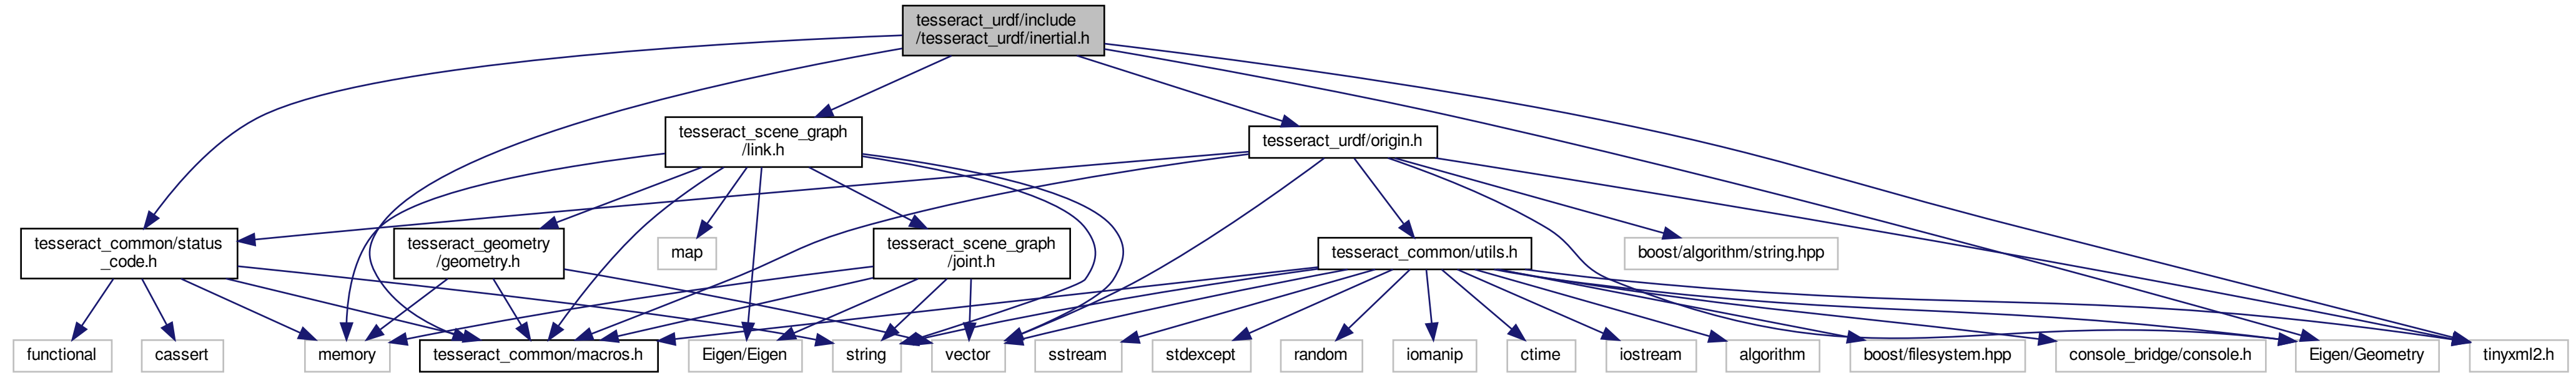 tesseract_urdf/include
/tesseract_urdf/inertial.h
tesseract_scene_graph
/link.h
tesseract_urdf/origin.h
tesseract_common/status
_code.h
tesseract_geometry
/geometry.h
map
tesseract_scene_graph
/joint.h
tesseract_common/utils.h
boost/algorithm/string.hpp
functional
cassert
memory
tesseract_common/macros.h
Eigen/Eigen
string
vector
sstream
stdexcept
random
iomanip
ctime
iostream
algorithm
boost/filesystem.hpp
console_bridge/console.h
Eigen/Geometry
tinyxml2.h